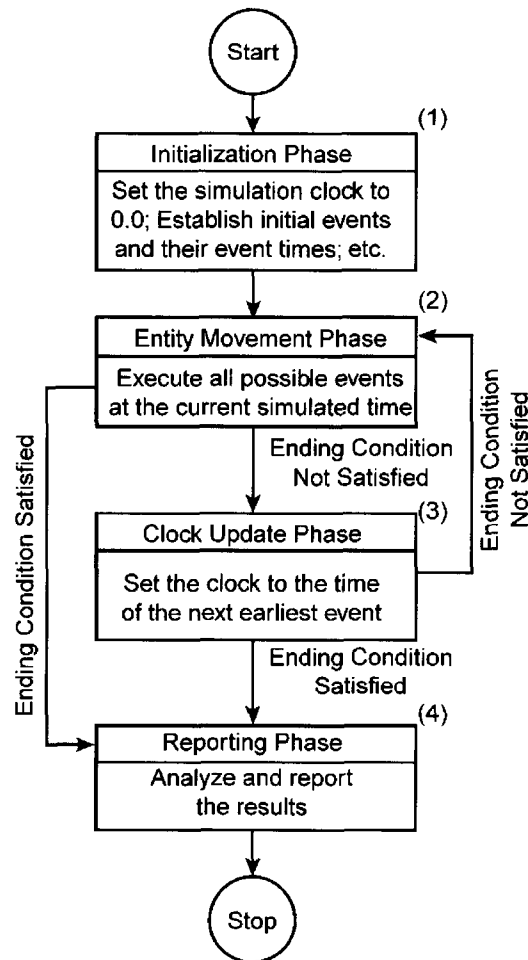 Start
(1)
Initialization Phase
Set the simulation clock to
0.0; Establish initial events
and their event times; etc.
(2)
Entity Movement Phase
Execute all possible events
at the current simulated time
Ending Condition
Not Satisfied
Ending Condition Satisfied
Ending Condition
Not Satisfied
(3)
Clock Update Phase
Set the clock to the time
of the next earliest event
Ending Condition
Satisfied
(4)
Reporting Phase
Analyze and report
the results
Stop